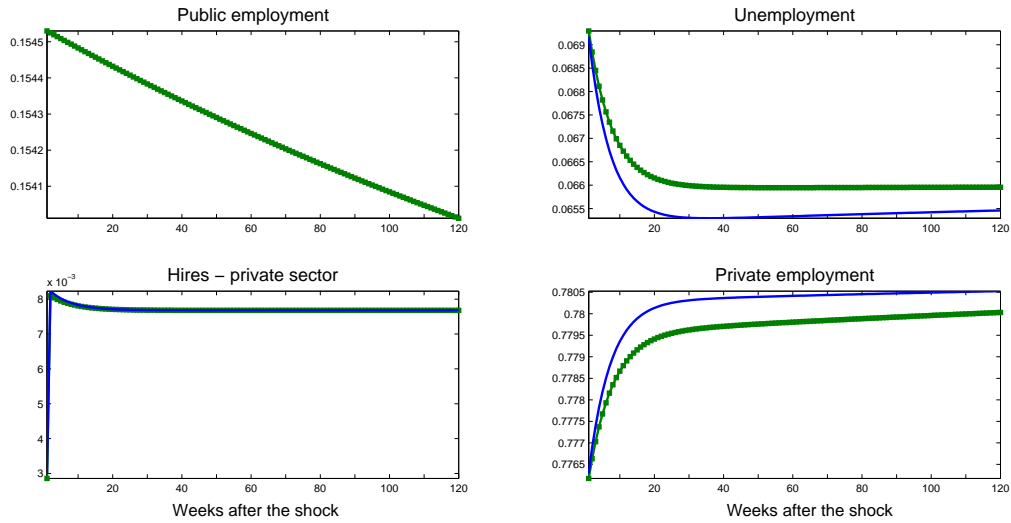 Public employment
0.1545
0.1544
0.1543
0.1542
0.1541
20 40 60 80 100 120
Unemployment
0.069
0.0685
0.068
0.0675
0.067
0.0665
0.066
0.0655
20 40 60 80 100 120
Hires − private sector
x 10−3
8
7
6
5
4
3
20 40 60 80 100 120
Weeks after the shock
Private employment
0.7805
0.78
0.7795
0.779
0.7785
0.778
0.7775
0.777
0.7765
20 40 60 80 100 120
Weeks after the shock